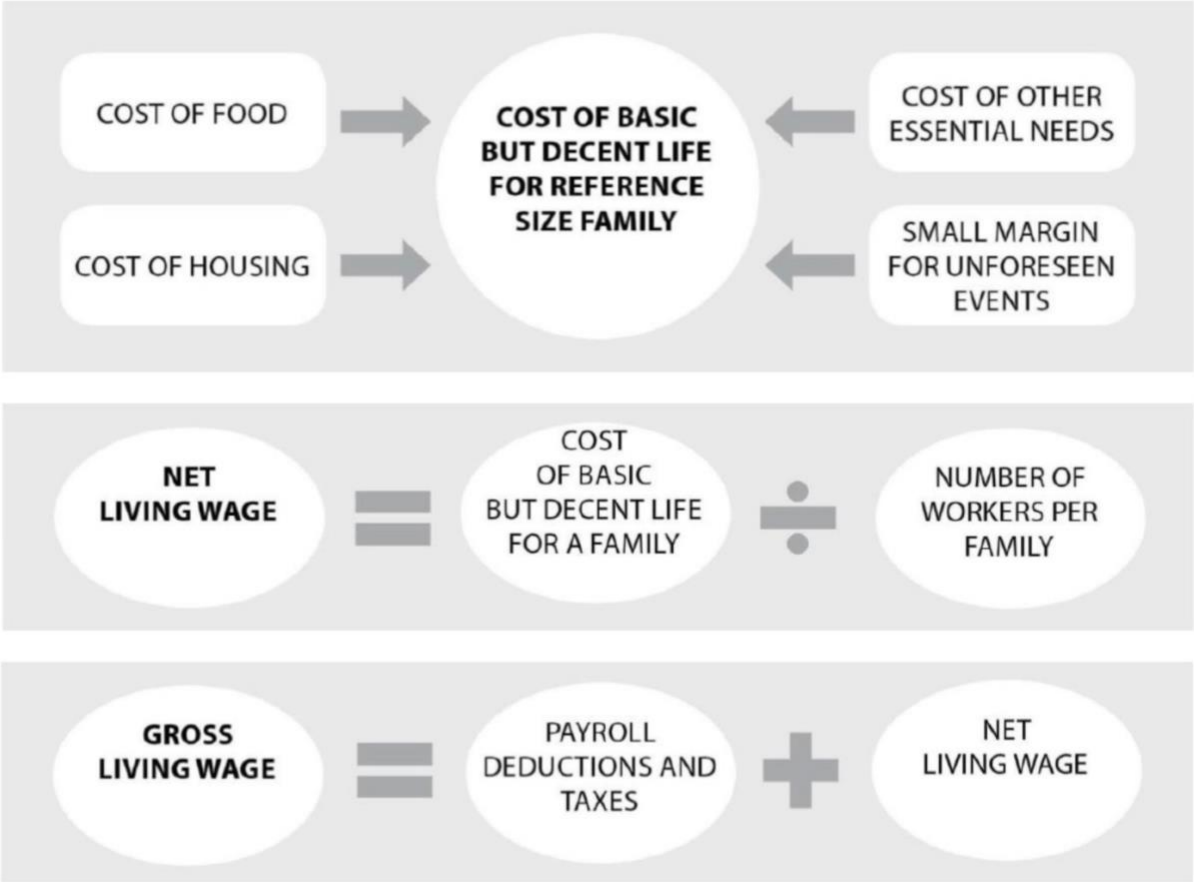 COST OF FOOD
COST OF HOUSING
COST OF BASIC
BUT DECENT LIFE
FOR REFERENCE
SIZE FAMILY
COST OF OTHER
ESSENTIAL NEEDS
SMALL MARGIN
FOR UNFORESEEN
EVENTS
NET
LIVING WAGE
=
COST
OF BASIC
BUT DECENT LIFE
FOR A FAMILY
÷
NUMBER OF
WORKERS PER
FAMILY
GROSS
LIVING WAGE
=
PAYROLL
DEDUCTIONS AND
TAXES
+
NET
LIVING WAGE